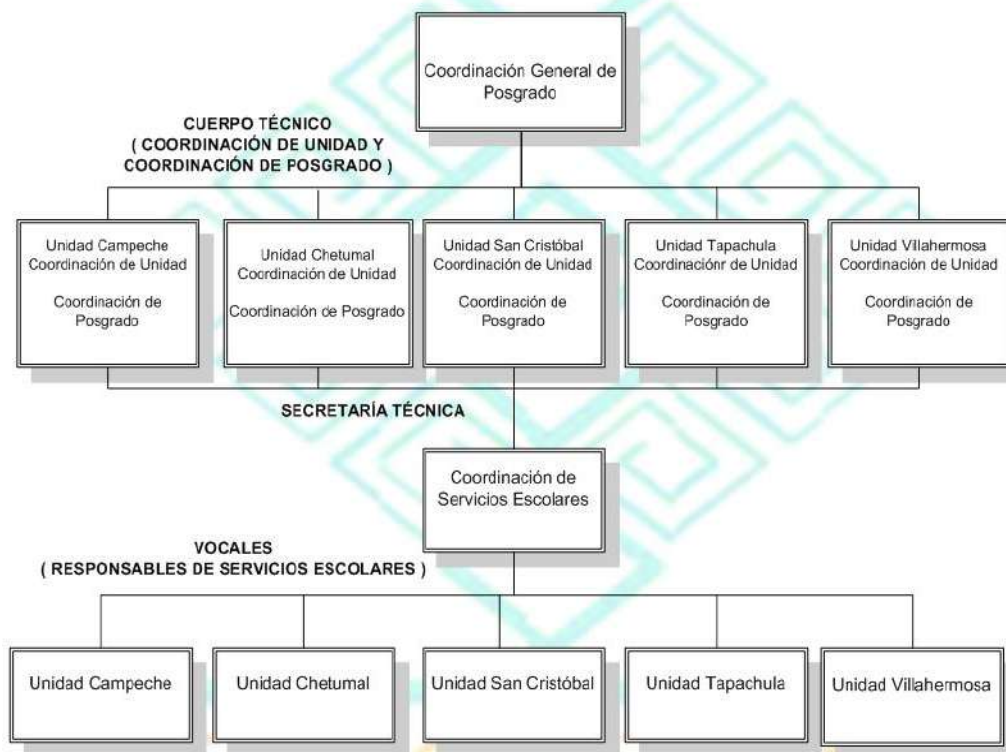 Coordinación General de
Posgrado
CUERPO TÉCNICO
( COORDINACIÓN DE UNIDAD Y
COORDINACIÓN DE POSGRADO )
Unidad Campeche
Coordinación de Unidad
Coordinación de
Posgrado
Unidad Chetumal
Coordinación de Unidad
Coordinación de Posgrado
Unidad San Cristóbal
Coordinación de Unidad
Coordinación de
Posgrado
Unidad Tapachula
Coordinaciónr de Unidad
Coordinación de
Posgrado
Unidad Villahermosa
Coordinación de Unidad
Coordinación de
Posgrado
SECRETARÍA TÉCNICA
Coordinación de
Servicios Escolares
VOCALES
( RESPONSABLES DE SERVICIOS ESCOLARES )
Unidad Campeche
Unidad Chetumal
Unidad San Cristóbal
Unidad Tapachula
Unidad Villahermosa